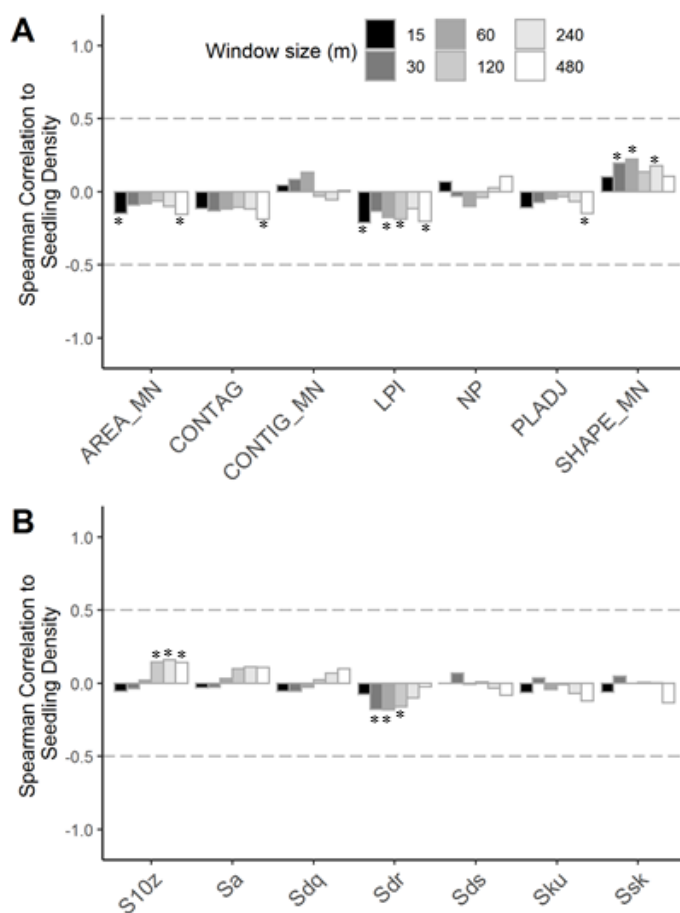 A
Window size (m)
15 60 240
30 120 480
Spearman Correlation to
Seedling Density
1.0
0.5
0.0
-0.5
-1.0
* * * * * * * * * * *
AREA_MN CONTAG CONTIG_MN LPI NP PLADJ SHAPE_MN
B
Spearman Correlation to
Seedling Density
1.0
0.5
0.0
-0.5
-1.0
* * * * * *
S10z Sa Sdq Sdr Sds Sku Ssk